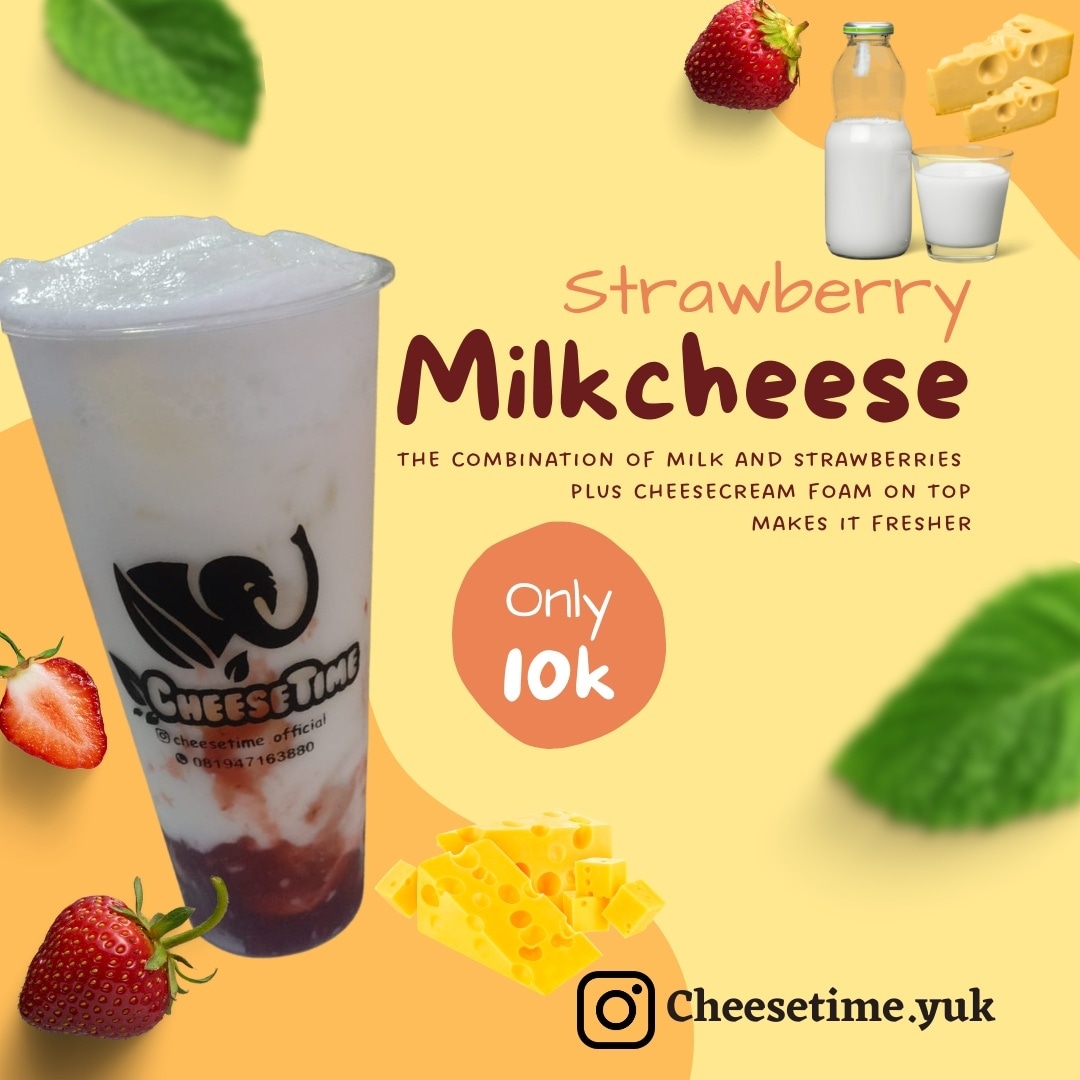 Strawberry
Milkcheese
THE COMBINATION OF MILK AND STRAWBERRIES
PLUS CHEESECREAM FOAM ON TOP
MAKES IT FRESHER
Only
10k
CHEESETIME
cheesetime official
081947163880
Cheesetime.yuk